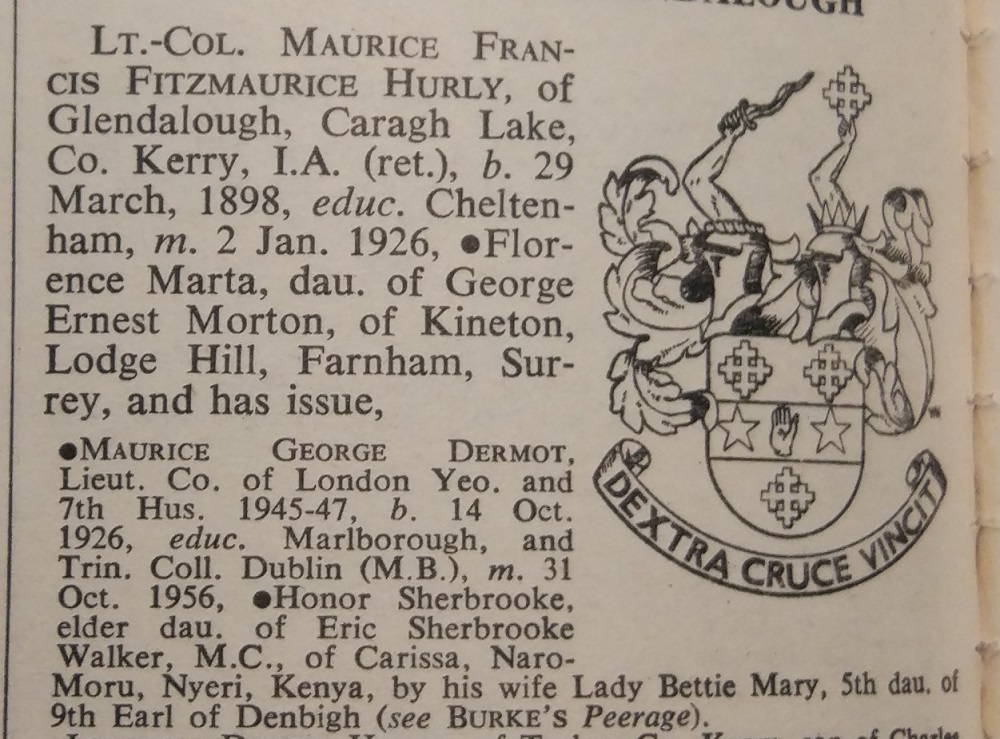 DALOUGH
LT.-COL. MAURICE FRAN-
CIS FITZMAURICE HURLY, of
Glendalough, Caragh Lake,
Co. Kerry, I.A. (ret.), b. 29
March, 1898, educ. Chelten-
ham, m. 2 Jan. 1926, ●Flor-
ence Marta, dau. of George
Ernest Morton, of Kineton,
Lodge Hill, Farnham, Sur-
rey, and has issue,
●MAURICE GEORGE DERMOT,
Lieut. Co. of London Yeo. and
7th Hus. 1945-47, b. 14 Oct.
1926, educ. Marlborough, and
Trin. Coll. Dublin (M.B.), m. 31
Oct. 1956, ●Honor Sherbrooke,
elder dau. of Eric Sherbrooke
Walker, M.C., of Carissa, Naro-
Moru, Nyeri, Kenya, by his wife Lady Bettie Mary, 5th dau. of
9th Earl of Denbigh (see BURKE'S Peerage).
DEXTRA CRUCE VINCIT
Charles